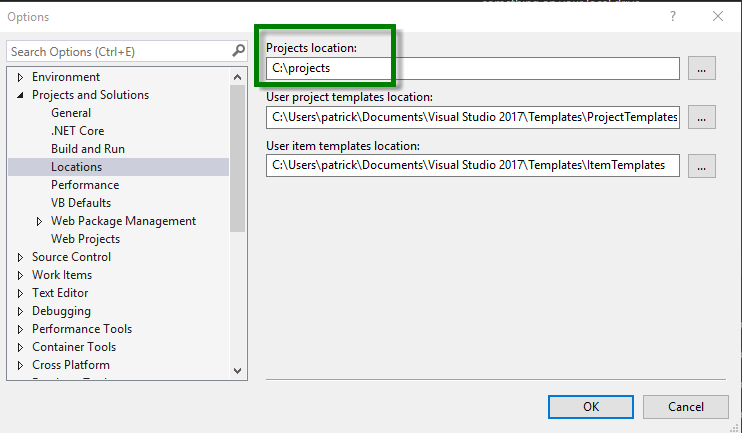 Options
Search Options (Ctrl+E)
Environment
Projects and Solutions
General
.NET Core
Build and Run
Locations
Performance
VB Defaults
Web Package Management
Web Projects
Source Control
Work Items
Text Editor
Debugging
Performance Tools
Container Tools
Cross Platform
Projects location:
C:\projects
...
User project templates location:
C:\Users\patrick\Documents\Visual Studio 2017\Templates\ProjectTemplates
...
User item templates location:
C:\Users\patrick\Documents\Visual Studio 2017\Templates\ItemTemplates
...
OK
Cancel